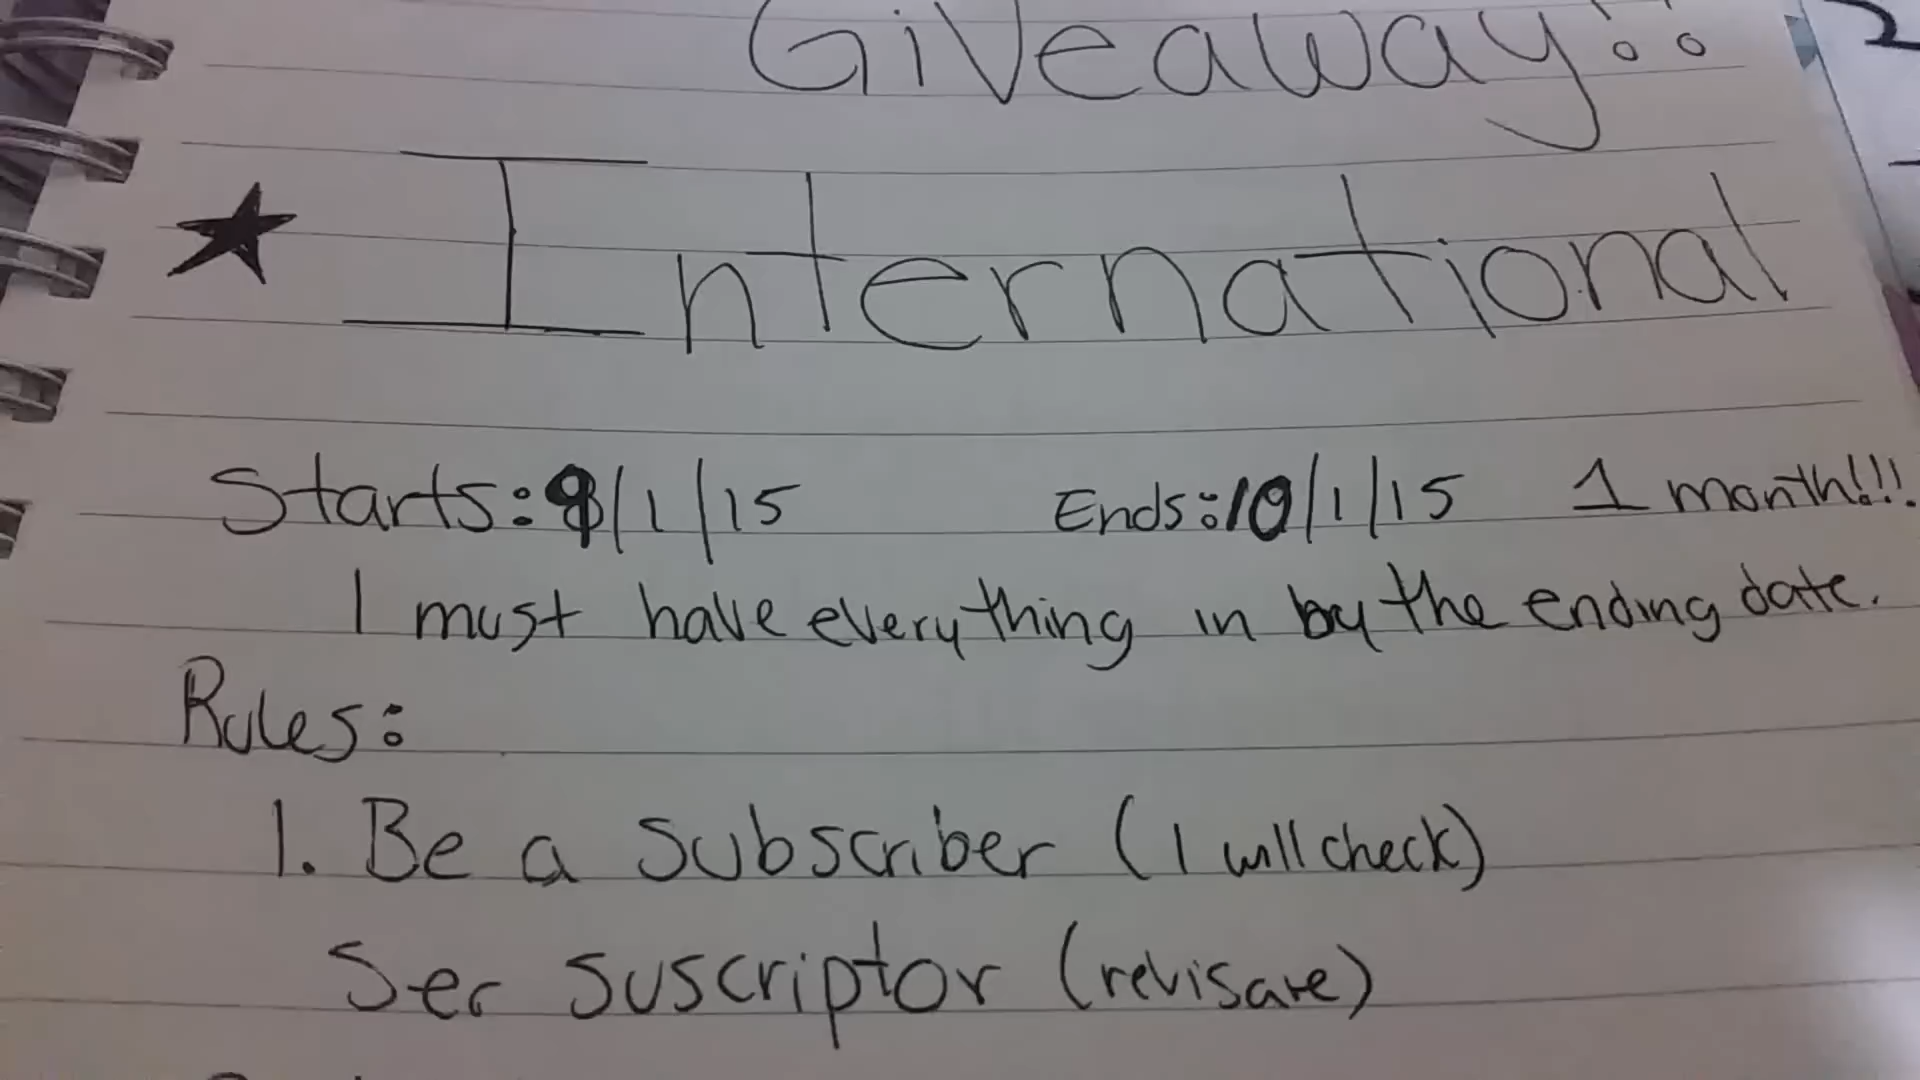 Giveaway!!
★ International
Starts: 9/1/15 Ends: 10/1/15 1 month!!!
I must have everything in by the ending date.
Rules:
1. Be a subscriber (I will check)
Ser suscriptor (revisare)